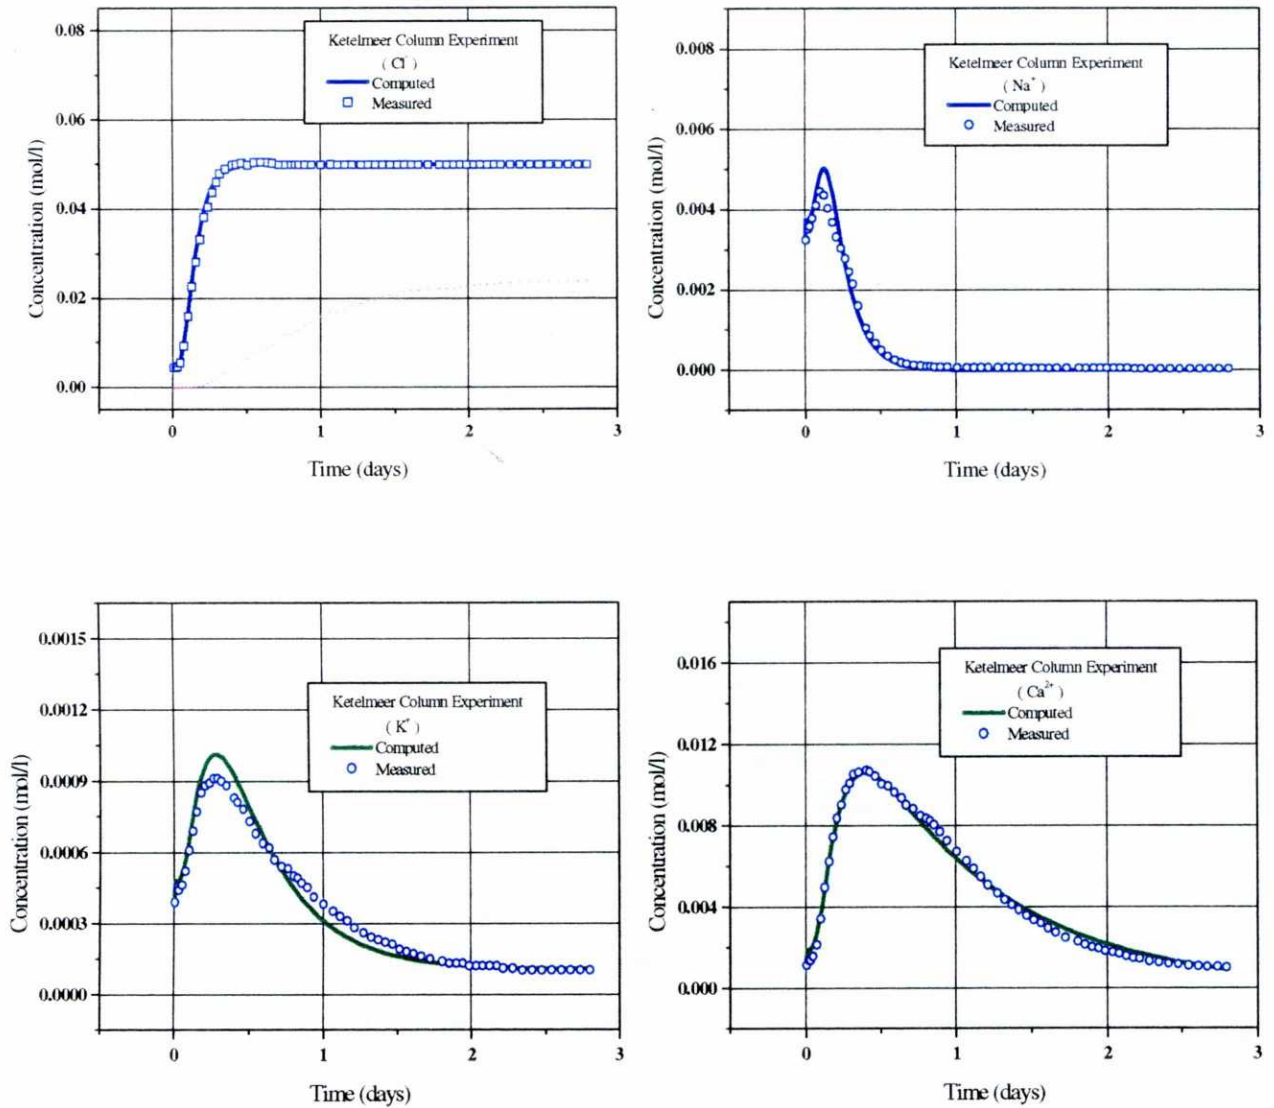 0.08
0.06
0.04
0.02
0.00
Concentration (mol/l)
Ketelmeer Column Experiment
( Cl⁻ )
Computed
Measured
0 1 2 3
Time (days)
0.008
0.006
0.004
0.002
0.000
Concentration (mol/l)
Ketelmeer Column Experiment
( Na⁺ )
Computed
Measured
0 1 2 3
Time (days)
0.0015
0.0012
0.0009
0.0006
0.0003
0.0000
Concentration (mol/l)
Ketelmeer Column Experiment
( K⁺ )
Computed
Measured
0 1 2 3
Time (days)
0.016
0.012
0.008
0.004
0.000
Concentration (mol/l)
Ketelmeer Column Experiment
( Ca²⁺ )
Computed
Measured
0 1 2 3
Time (days)